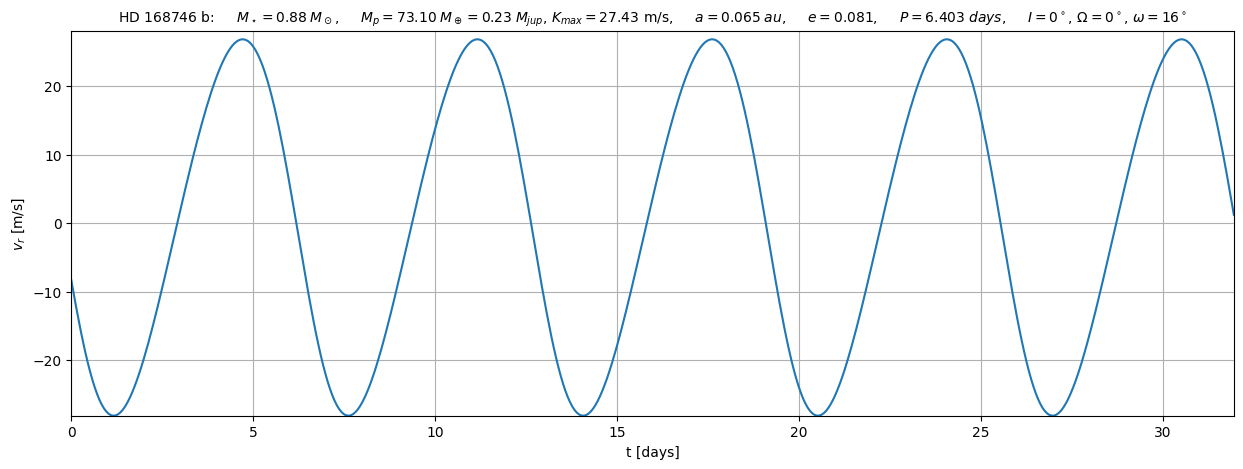 HD 168746 b: M⋆ = 0.88 M⊙, Mp = 73.10 M⊕ = 0.23 Mjup, Kmax = 27.43 m/s, a = 0.065 au, e = 0.081, P = 6.403 days, I = 0°, Ω = 0°, ω = 16°
20
10
0
−10
−20
vr [m/s]
0 5 10 15 20 25 30
t [days]